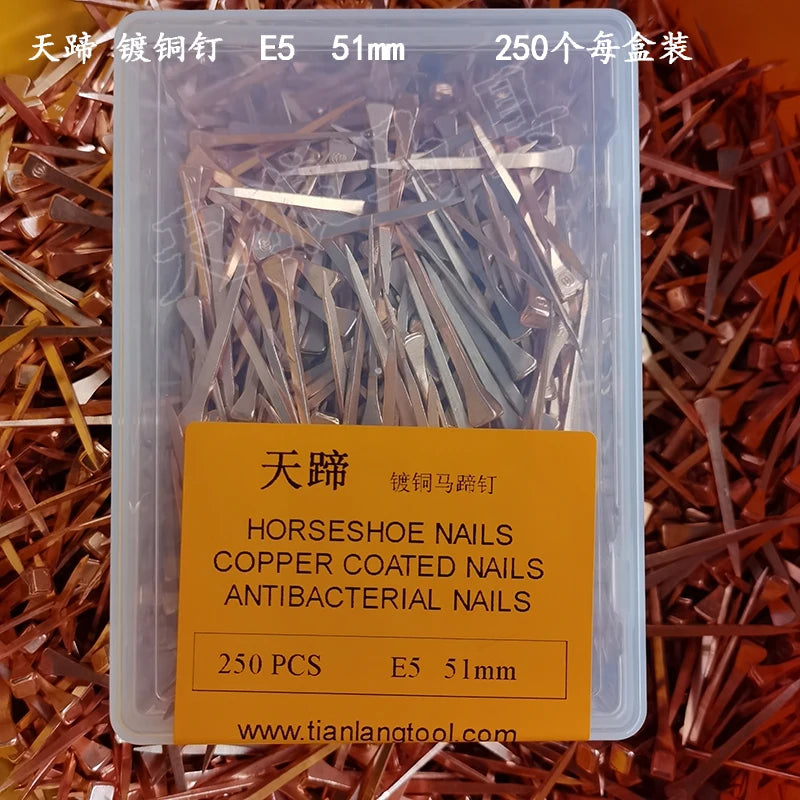 天蹄 镀铜钉 E5 51mm 250个每盒装
天蹄 镀铜马蹄钉
HORSESHOE NAILS
COPPER COATED NAILS
ANTIBACTERIAL NAILS
250 PCS E5 51mm
www.tianlangtool.com